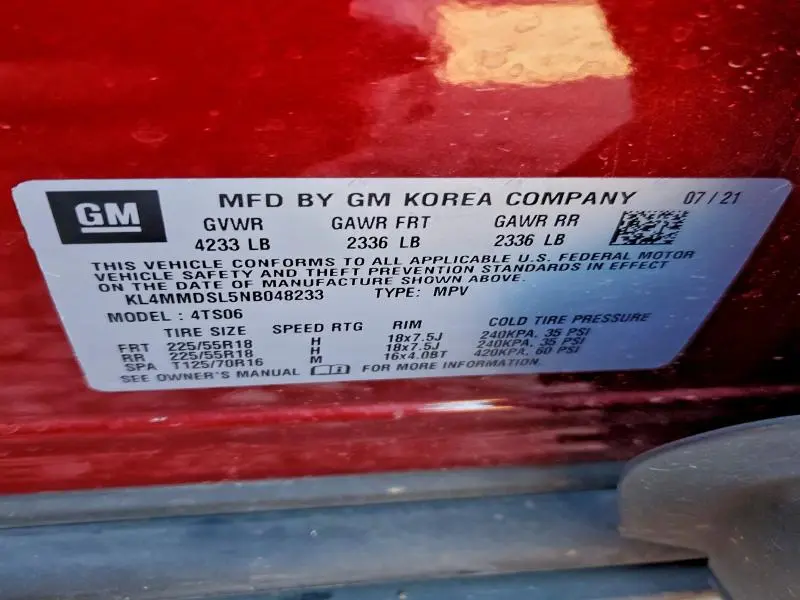 GM MFD BY GM KOREA COMPANY 07 / 21
GVWR GAWR FRT GAWR RR
4233 LB 2336 LB 2336 LB
THIS VEHICLE CONFORMS TO ALL APPLICABLE U.S. FEDERAL MOTOR
VEHICLE SAFETY AND THEFT PREVENTION STANDARDS IN EFFECT
ON THE DATE OF MANUFACTURE SHOWN ABOVE.
KL4MMDSL5NB048233 TYPE: MPV
MODEL : 4TS06
TIRE SIZE SPEED RTG RIM COLD TIRE PRESSURE
FRT 225/55R18 H 18x7.5J 240KPA, 35 PSI
RR 225/55R18 H 18x7.5J 240KPA, 35 PSI
SPA T125/70R16 M 16x4.0BT 420KPA, 60 PSI
SEE OWNER'S MANUAL FOR MORE INFORMATION.